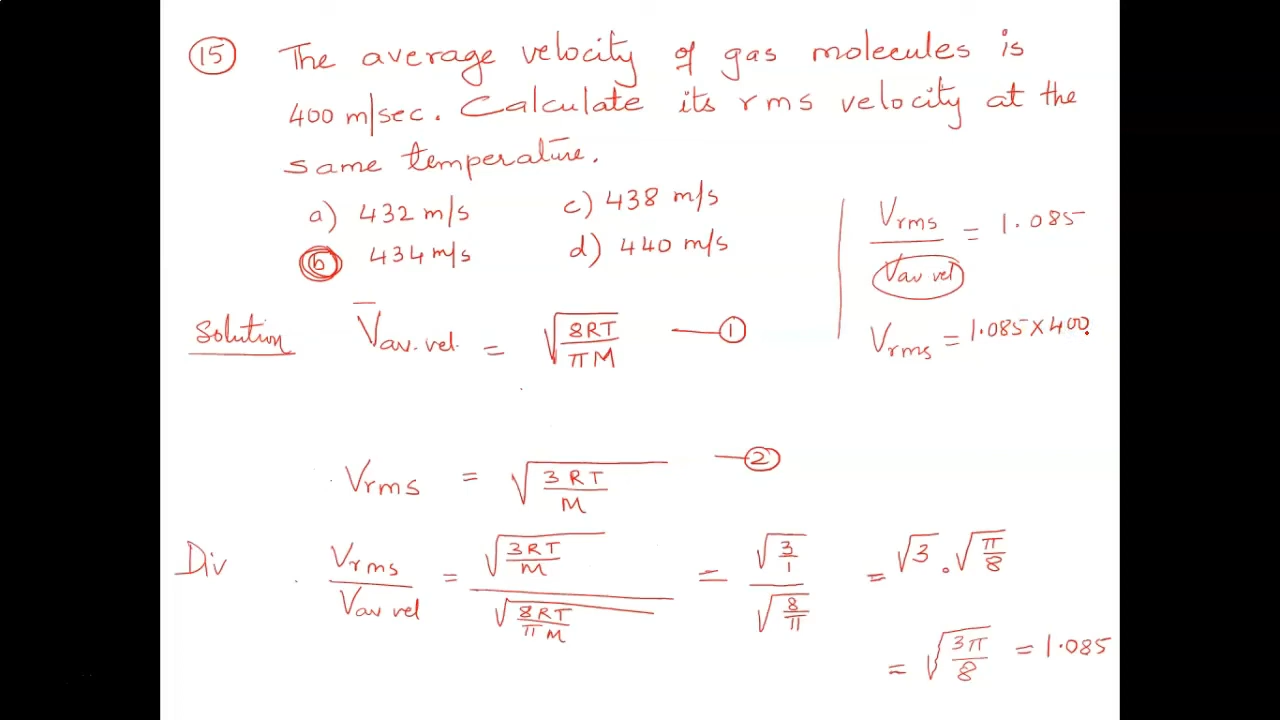 15 The average velocity of gas molecules is
400 m/sec. Calculate its rms velocity at the
same temperature.
a) 432 m/s c) 438 m/s
b 434 m/s d) 440 m/s
Vrms / Vav vel = 1.085
Vrms = 1.085 X 400
Solution V̅av. vel. = √(8RT/πM) — 1
Vrms = √(3RT/M) — 2
Div Vrms / Vav vel = √(3RT/M) / √(8RT/πM) = √(3/1) / √(8/π) = √3 . √(π/8)
= √(3π/8) = 1.085